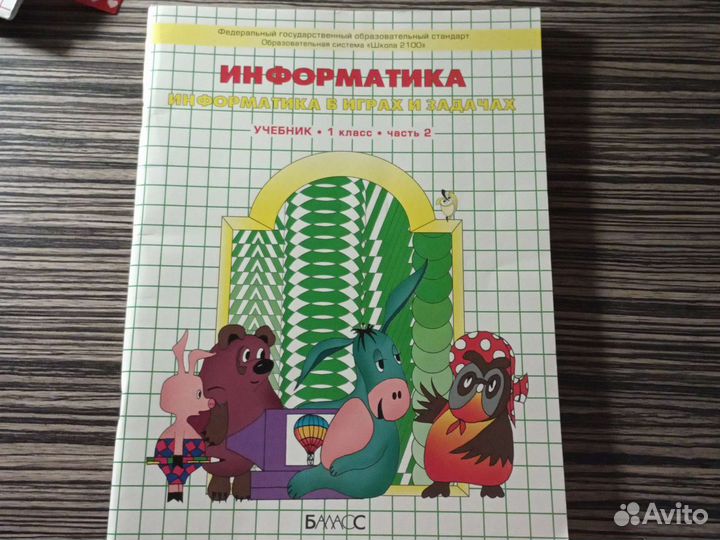 Федеральный государственный образовательный стандарт
Образовательная система «Школа 2100»
ИНФОРМАТИКА
ИНФОРМАТИКА В ИГРАХ И ЗАДАЧАХ
УЧЕБНИК • 1 класс • часть 2
БАЛАСС
Avito